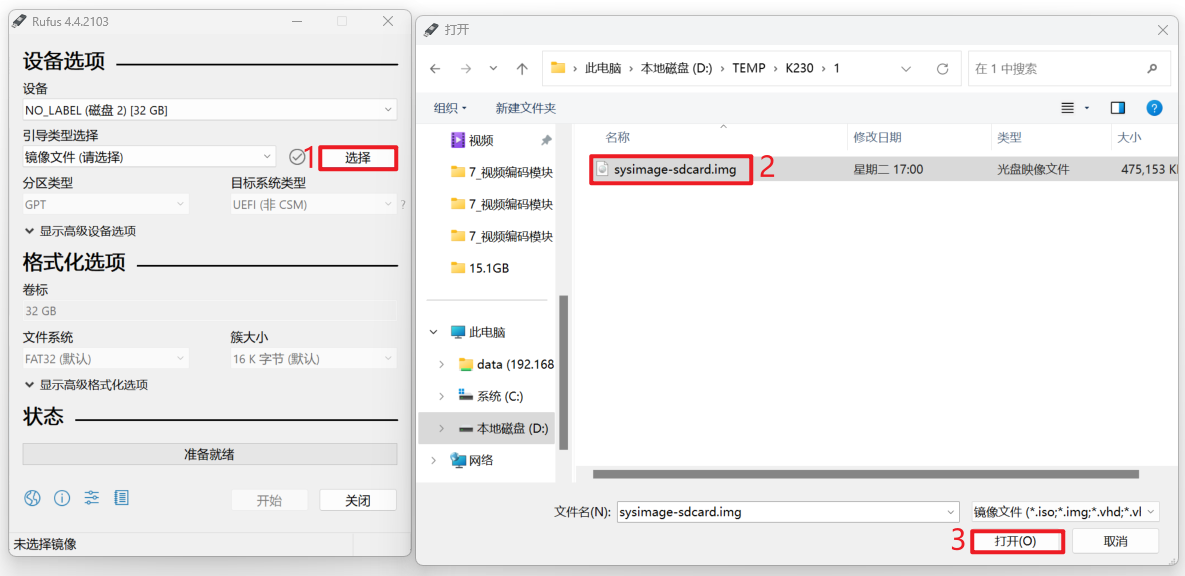 Rufus 4.4.2103
设备选项
设备
NO_LABEL (磁盘 2) [32 GB]
引导类型选择
镜像文件 (请选择)
1
选择
分区类型
目标系统类型
GPT
UEFI (非 CSM)
?
显示高级设备选项
格式化选项
卷标
32 GB
文件系统
簇大小
FAT32 (默认)
16 K 字节 (默认)
显示高级格式化选项
状态
准备就绪
开始
关闭
未选择镜像
打开
此电脑 › 本地磁盘 (D:) › TEMP › K230 › 1
在 1 中搜索
组织
新建文件夹
?
视频
7_视频编码模块
7_视频编码模块
7_视频编码模块
15.1GB
此电脑
data (192.168
系统 (C:)
本地磁盘 (D:)
网络
名称
修改日期
类型
大小
sysimage-sdcard.img
2
星期二 17:00
光盘映像文件
475,153 K
文件名(N):
sysimage-sdcard.img
镜像文件 (*.iso;*.img;*.vhd;*.vl
3
打开(O)
取消